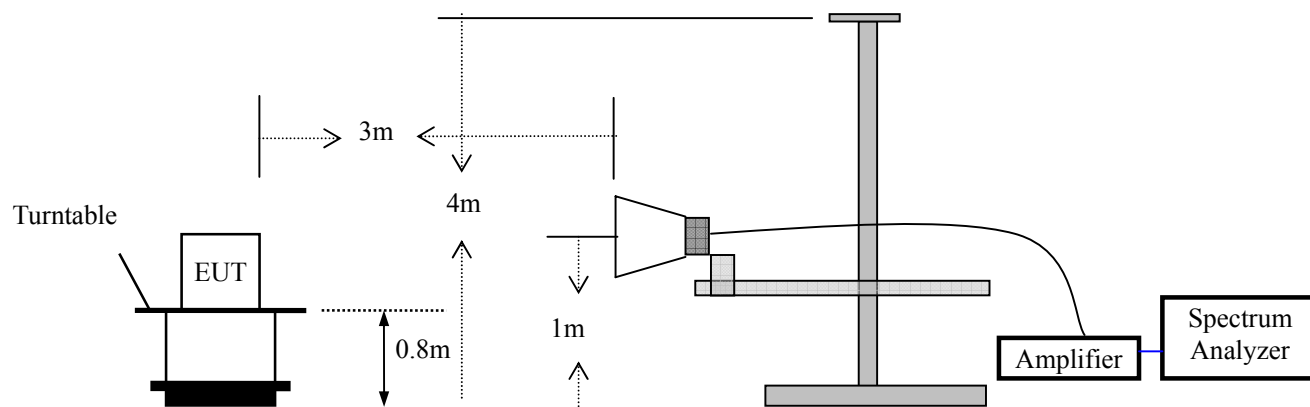 3m
4m
Turntable
EUT
1m
0.8m
Amplifier
Spectrum
Analyzer